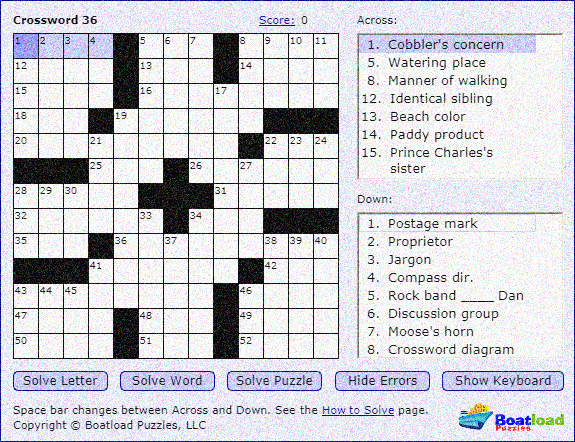 Crossword 36
Score: 0
1 2 3 4 5 6 7 8 9 10 11
12 13 14
15 16 17
18 19
20 21 22 23 24
25 26 27
28 29 30 31
32 33 34
35 36 37 38 39 40
41 42
43 44 45 46
47 48 49
50 51 52
Across:
1. Cobbler's concern
5. Watering place
8. Manner of walking
12. Identical sibling
13. Beach color
14. Paddy product
15. Prince Charles's
sister
Down:
1. Postage mark
2. Proprietor
3. Jargon
4. Compass dir.
5. Rock band ____ Dan
6. Discussion group
7. Moose's horn
8. Crossword diagram
Solve Letter
Solve Word
Solve Puzzle
Hide Errors
Show Keyboard
Space bar changes between Across and Down. See the How to Solve page.
Copyright © Boatload Puzzles, LLC
Boatload
Puzzles